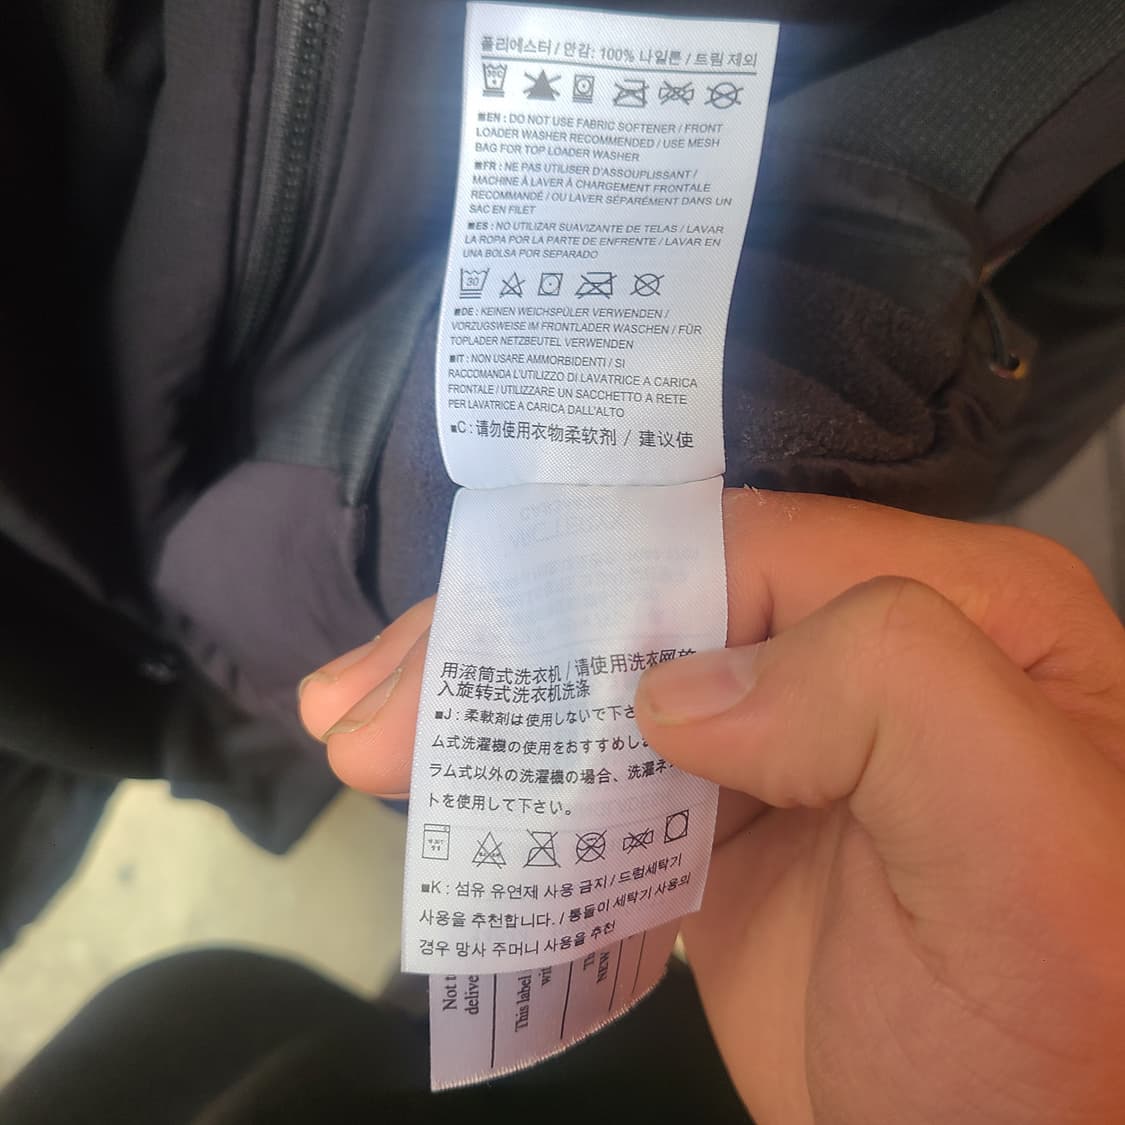 폴리에스터 / 안감: 100% 나일론 / 트림 제외
30C
■EN : DO NOT USE FABRIC SOFTENER / FRONT
LOADER WASHER RECOMMENDED / USE MESH
BAG FOR TOP LOADER WASHER
■FR : NE PAS UTILISER D'ASSOUPLISSANT /
MACHINE À LAVER À CHARGEMENT FRONTALE
RECOMMANDÉ / OU LAVER SÉPARÉMENT DANS UN
SAC EN FILET
■ES : NO UTILIZAR SUAVIZANTE DE TELAS / LAVAR
LA ROPA POR LA PARTE DE ENFRENTE / LAVAR EN
UNA BOLSA POR SEPARADO
30
■DE : KEINEN WEICHSPÜLER VERWENDEN /
VORZUGSWEISE IM FRONTLADER WASCHEN / FÜR
TOPLADER NETZBEUTEL VERWENDEN
■IT : NON USARE AMMORBIDENTI / SI
RACCOMANDA L'UTILIZZO DI LAVATRICE A CARICA
FRONTALE / UTILIZZARE UN SACCHETTO A RETE
PER LAVATRICE A CARICA DALL'ALTO
■C : 请勿使用衣物柔软剂 / 建议使
用滚筒式洗衣机 / 请使用洗衣网放
入旋转式洗衣机洗涤
■J : 柔軟剤は使用しないで下さ
ム式洗濯機の使用をおすすめし
ラム式以外の洗濯機の場合、洗濯ネ
トを使用して下さい。
■K : 섬유 유연제 사용 금지 / 드럼세탁기
사용을 추천합니다. / 통돌이 세탁기 사용의
경우 망사 주머니 사용을 추천
Not
delive
This label
wit
Th
NEW